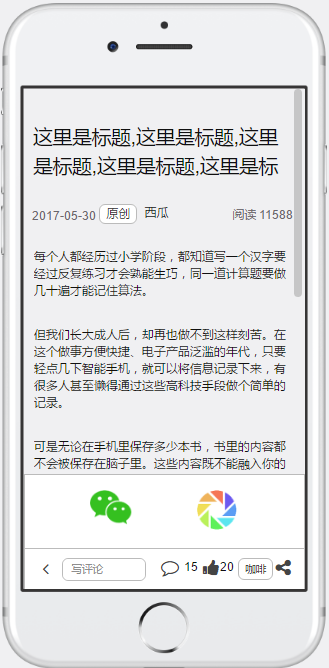 这里是标题,这里是标题,这里
是标题,这里是标题,这里是标
2017-05-30 原创 西瓜 阅读 11588
每个人都经历过小学阶段，都知道写一个汉字要
经过反复练习才会孰能生巧，同一道计算题要做
几十遍才能记住算法。
但我们长大成人后，却再也做不到这样刻苦。在
这个做事方便快捷、电子产品泛滥的年代，只要
轻点几下智能手机，就可以将信息记录下来，有
很多人甚至懒得通过这些高科技手段做个简单的
记录。
可是无论在手机里保存多少本书，书里的内容都
不会被保存在脑子里。这些内容既不能融入你的
写评论 15 20 咖啡